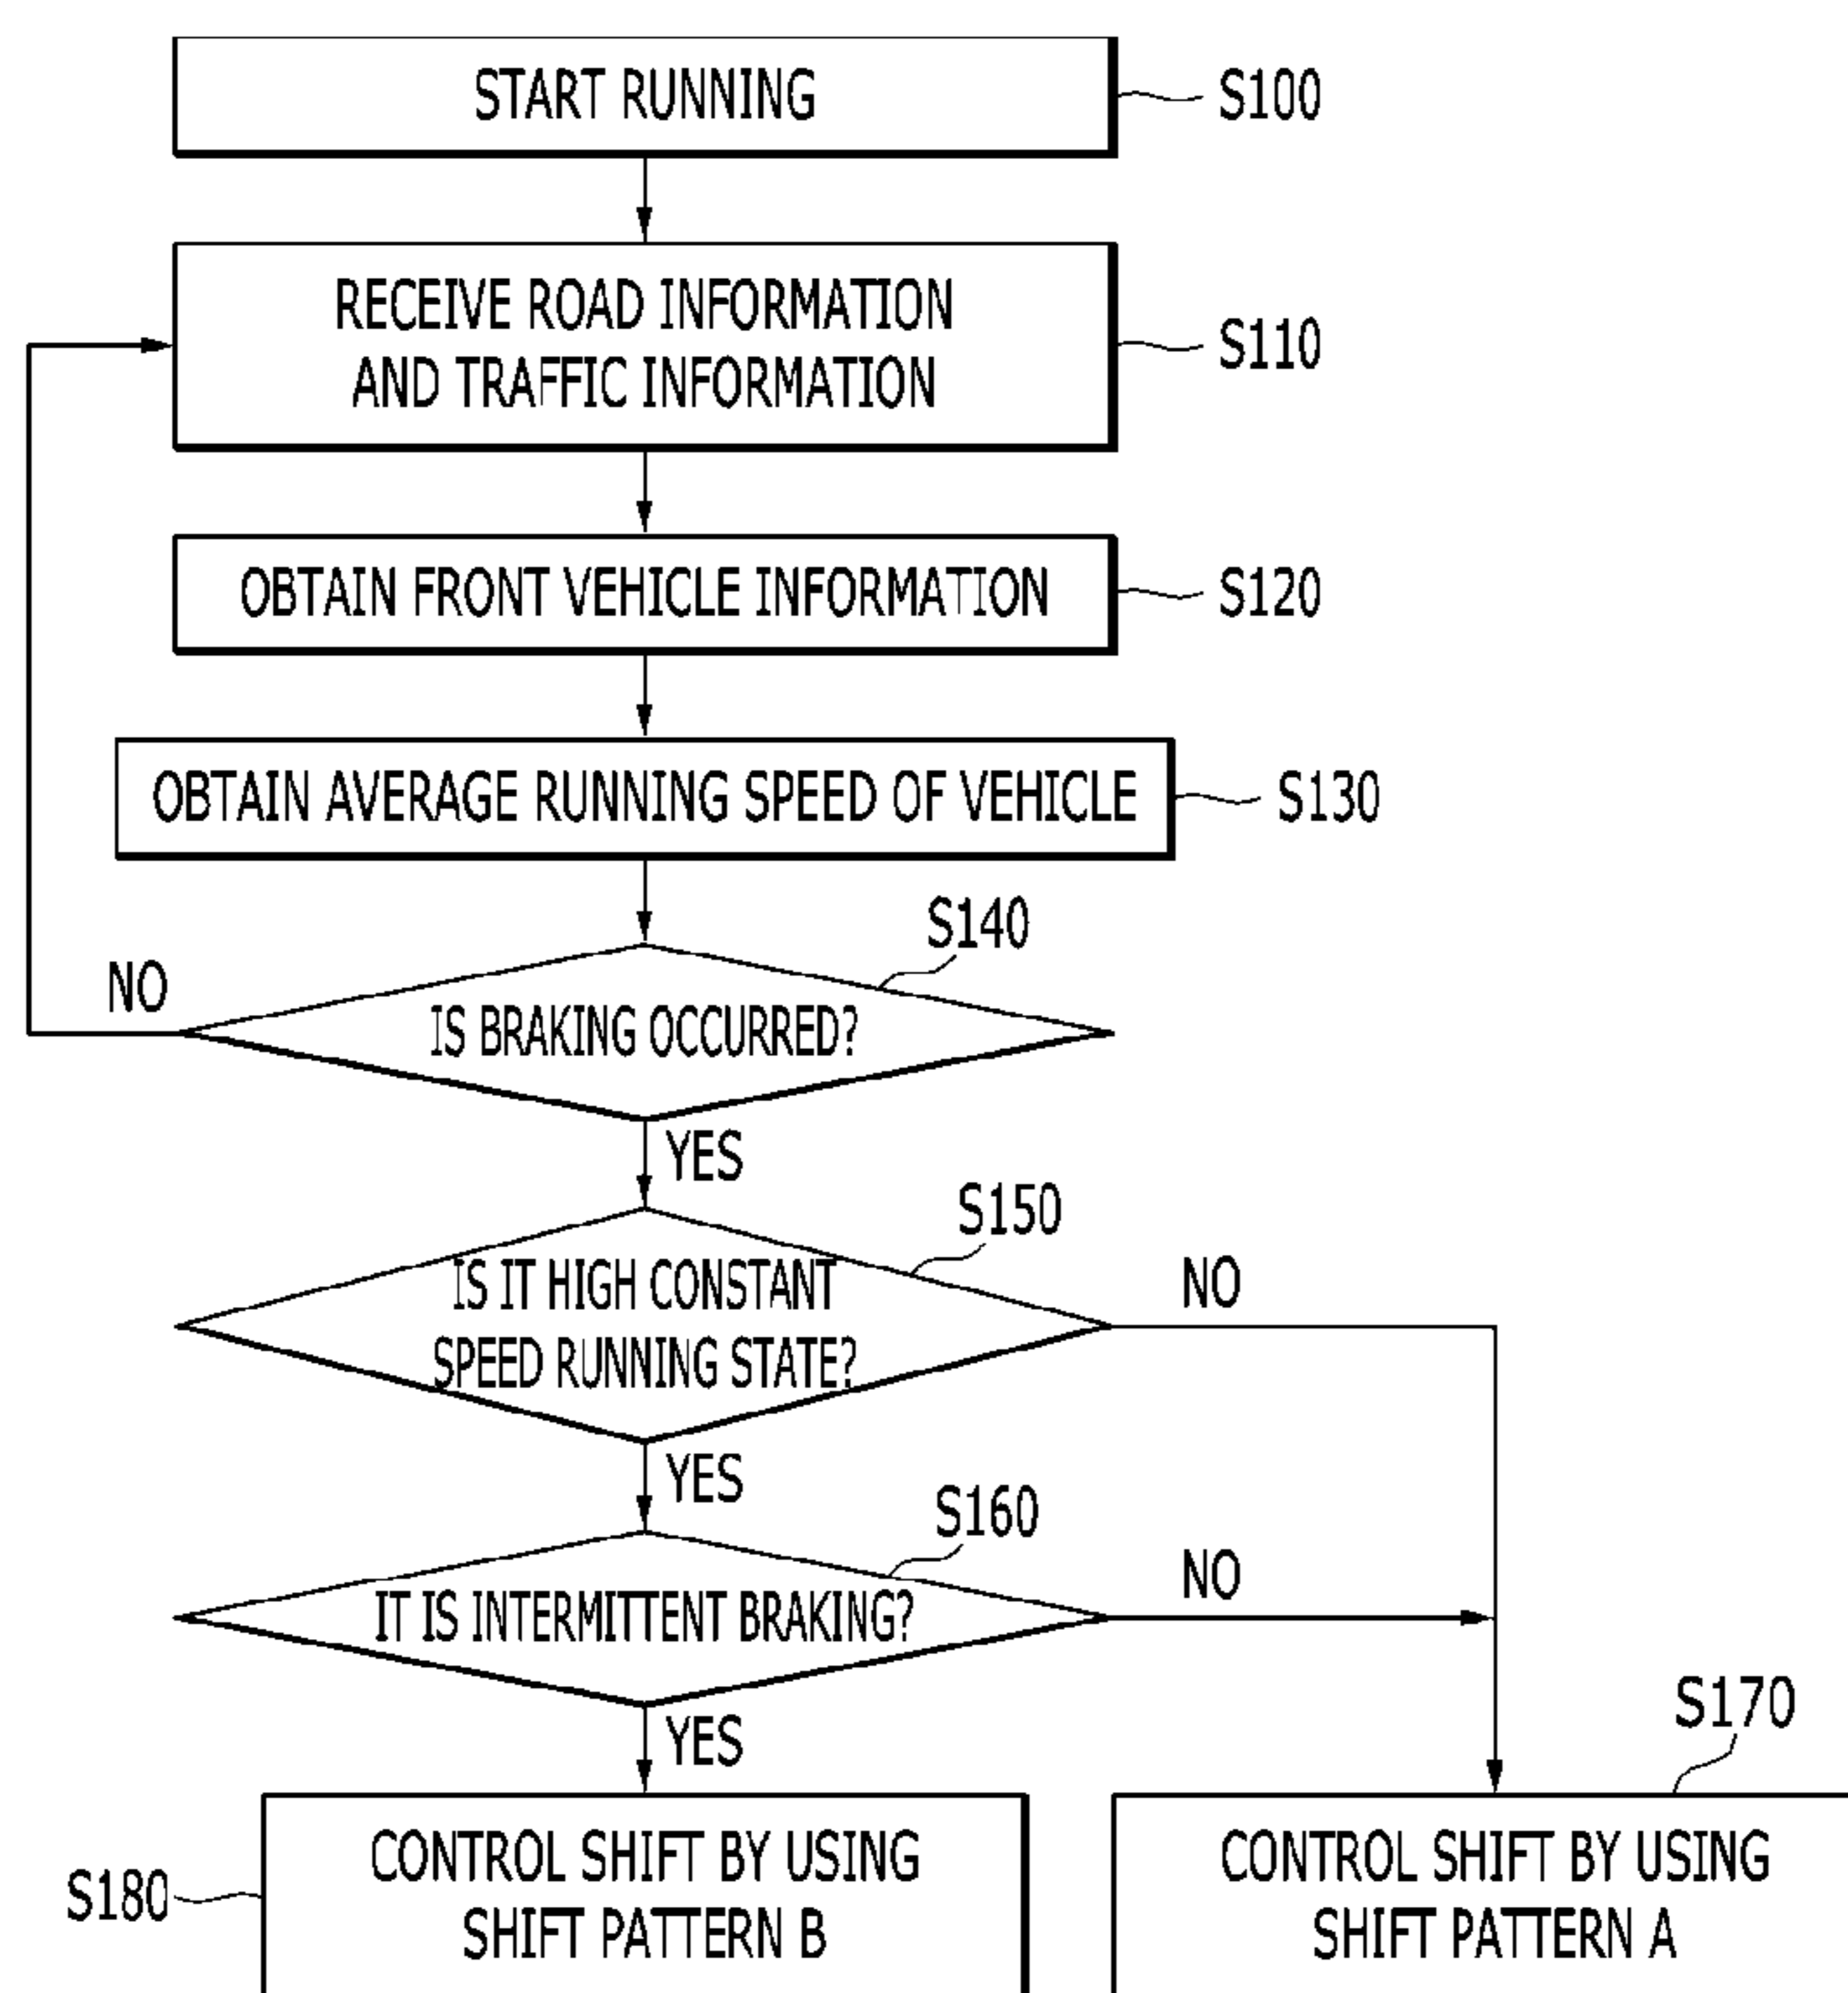 START RUNNING
S100
RECEIVE ROAD INFORMATION
AND TRAFFIC INFORMATION
S110
OBTAIN FRONT VEHICLE INFORMATION
S120
OBTAIN AVERAGE RUNNING SPEED OF VEHICLE
S130
S140
NO
IS BRAKING OCCURRED?
YES
S150
IS IT HIGH CONSTANT
SPEED RUNNING STATE?
NO
YES
S160
IT IS INTERMITTENT BRAKING?
NO
YES
S170
CONTROL SHIFT BY USING
SHIFT PATTERN B
S180
CONTROL SHIFT BY USING
SHIFT PATTERN A